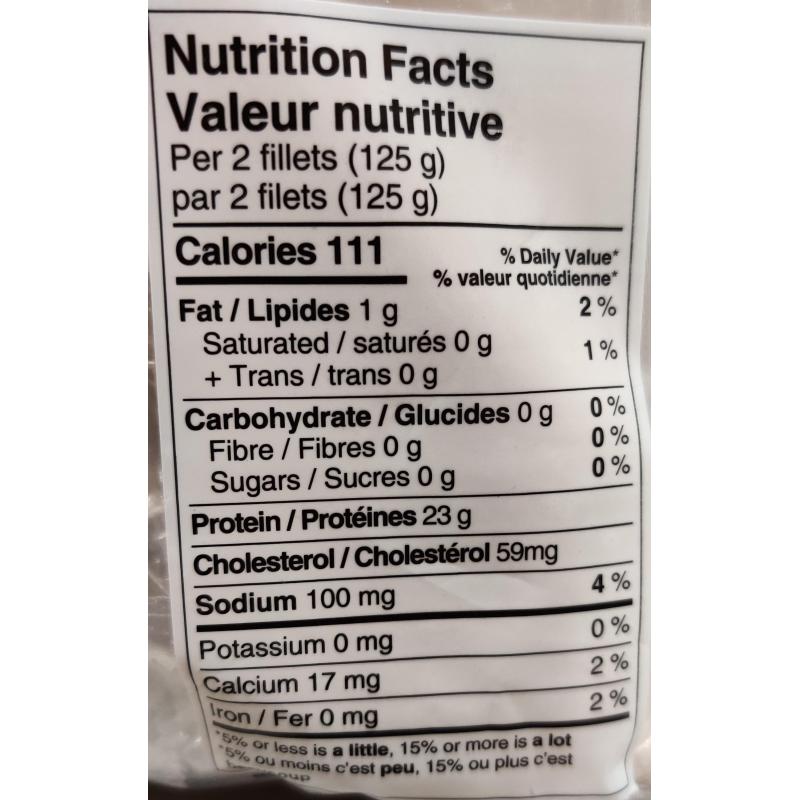 Nutrition Facts
Valeur nutritive
Per 2 fillets (125 g)
par 2 filets (125 g)
Calories 111
% Daily Value*
% valeur quotidienne*
Fat / Lipides 1 g 2 %
Saturated / saturés 0 g
+ Trans / trans 0 g 1 %
Carbohydrate / Glucides 0 g 0 %
Fibre / Fibres 0 g 0 %
Sugars / Sucres 0 g 0 %
Protein / Protéines 23 g
Cholesterol / Cholestérol 59mg
Sodium 100 mg 4 %
Potassium 0 mg 0 %
Calcium 17 mg 2 %
Iron / Fer 0 mg 2 %
*5% or less is a little, 15% or more is a lot
*5% ou moins c'est peu, 15% ou plus c'est